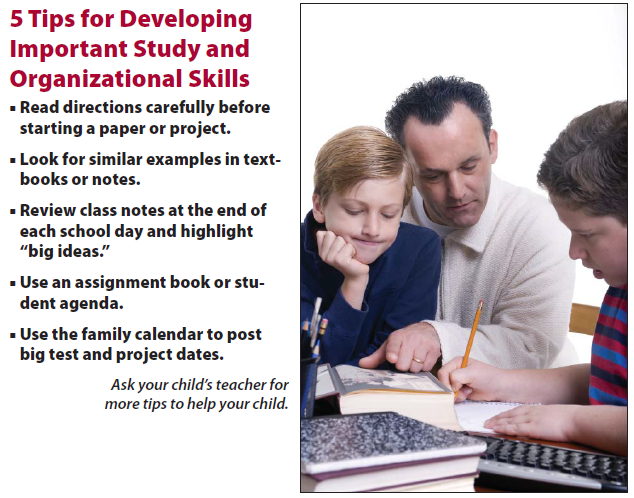 5 Tips for Developing
Important Study and
Organizational Skills
▪ Read directions carefully before
starting a paper or project.
▪ Look for similar examples in text-
books or notes.
▪ Review class notes at the end of
each school day and highlight
“big ideas.”
▪ Use an assignment book or stu-
dent agenda.
▪ Use the family calendar to post
big test and project dates.
Ask your child’s teacher for
more tips to help your child.